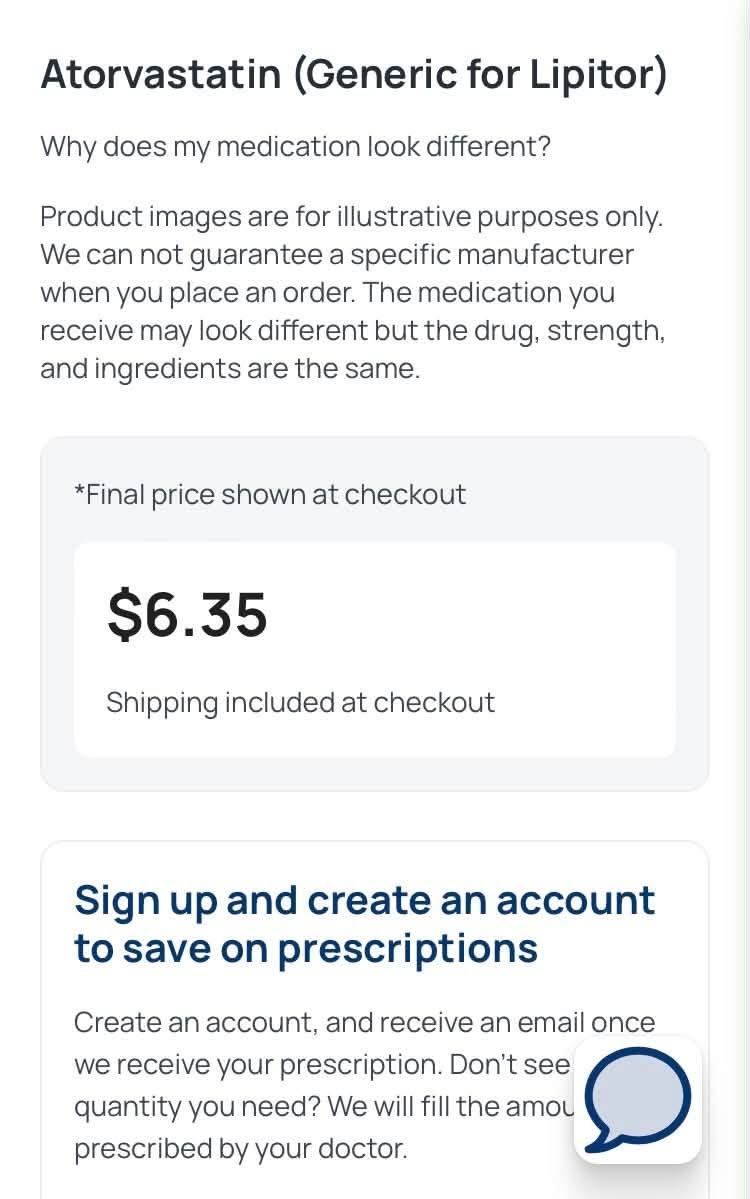 Atorvastatin (Generic for Lipitor)
Why does my medication look different?
Product images are for illustrative purposes only.
We can not guarantee a specific manufacturer
when you place an order. The medication you
receive may look different but the drug, strength,
and ingredients are the same.
*Final price shown at checkout
$6.35
Shipping included at checkout
Sign up and create an account
to save on prescriptions
Create an account, and receive an email once
we receive your prescription. Don't see
quantity you need? We will fill the
prescribed by your doctor.